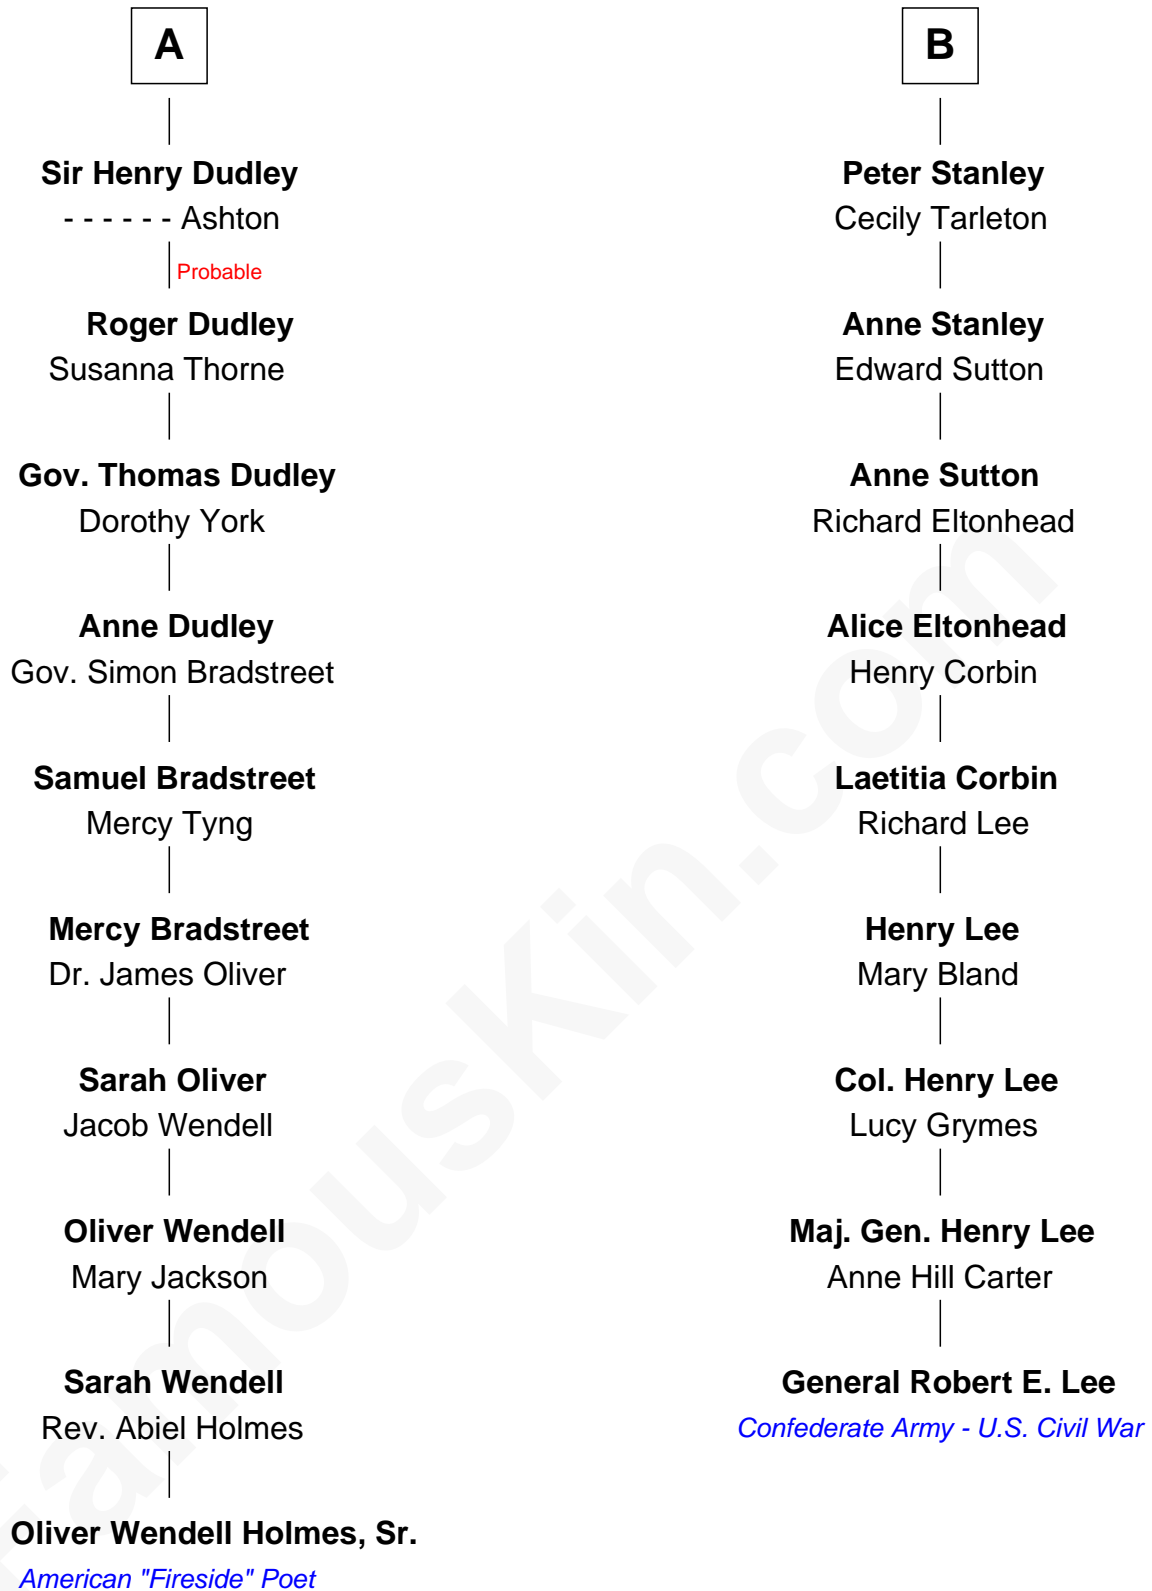 A
Sir Henry Dudley
- - - - - - Ashton
Probable
Roger Dudley
Susanna Thorne
Gov. Thomas Dudley
Dorothy York
Anne Dudley
Gov. Simon Bradstreet
Samuel Bradstreet
Mercy Tyng
Mercy Bradstreet
Dr. James Oliver
Sarah Oliver
Jacob Wendell
Oliver Wendell
Mary Jackson
Sarah Wendell
Rev. Abiel Holmes
Oliver Wendell Holmes, Sr.
American "Fireside" Poet
B
Peter Stanley
Cecily Tarleton
Anne Stanley
Edward Sutton
Anne Sutton
Richard Eltonhead
Alice Eltonhead
Henry Corbin
Laetitia Corbin
Richard Lee
Henry Lee
Mary Bland
Col. Henry Lee
Lucy Grymes
Maj. Gen. Henry Lee
Anne Hill Carter
General Robert E. Lee
Confederate Army - U.S. Civil War
FamousKin.com